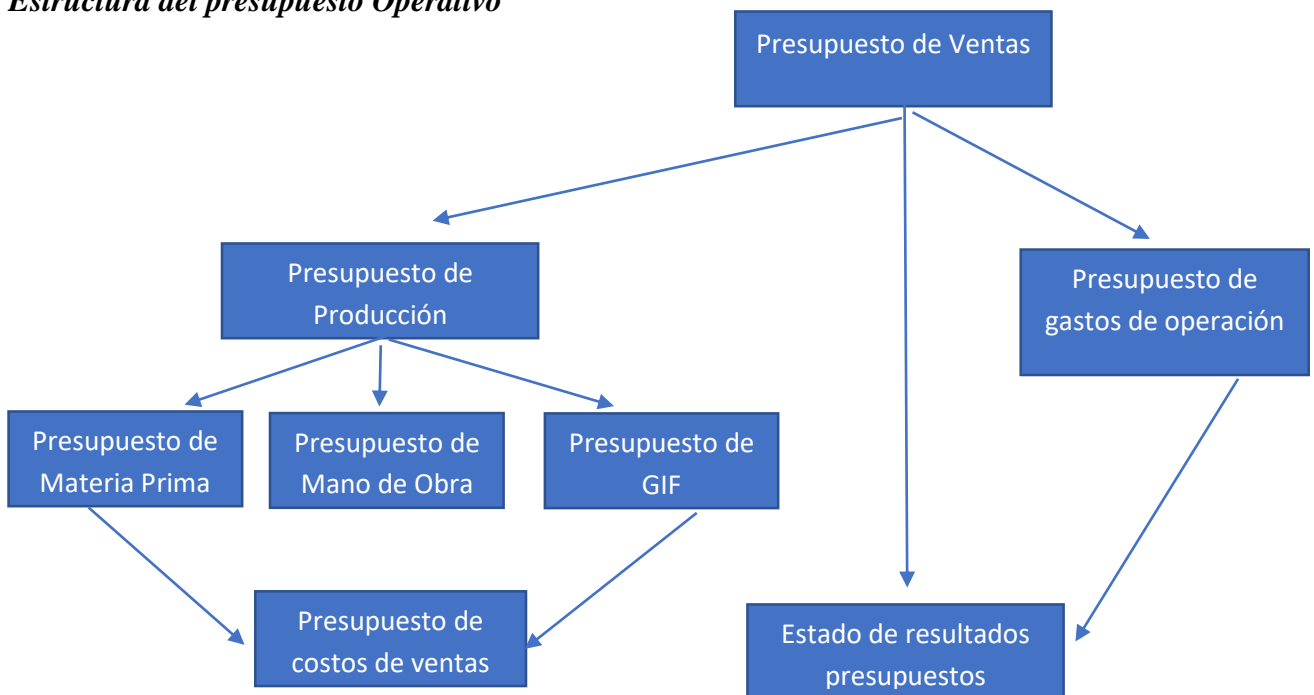 Estructura del presupuesto Operativo
Presupuesto de Ventas
Presupuesto de
Producción
Presupuesto de
gastos de operación
Presupuesto de
Materia Prima
Presupuesto de
Mano de Obra
Presupuesto de
GIF
Presupuesto de
costos de ventas
Estado de resultados
presupuestos